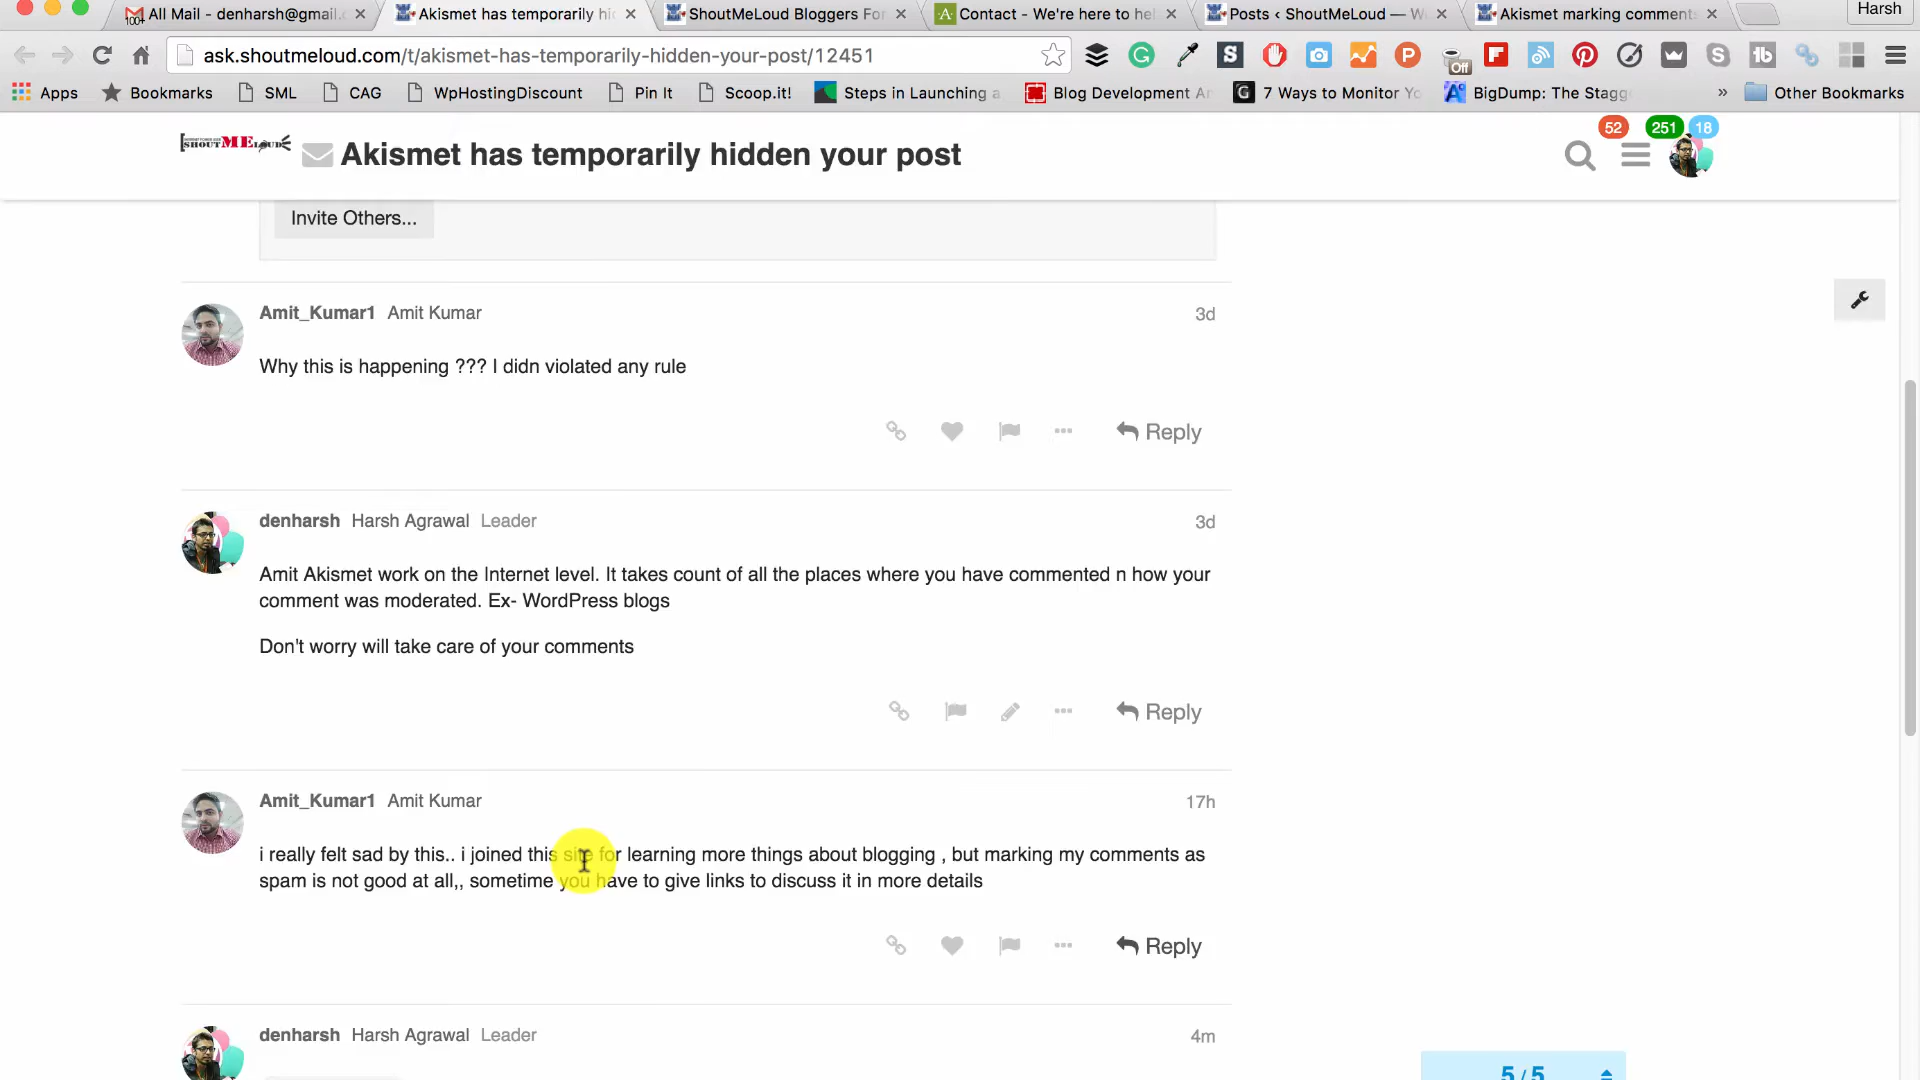 All Mail - denharsh@gmail.
Akismet has temporarily hi
ShoutMeLoud Bloggers For
Contact - We're here to hel
Posts ‹ ShoutMeLoud — W
Akismet marking comments
Harsh
100+
ask.shoutmeloud.com/t/akismet-has-temporarily-hidden-your-post/12451
Off
Apps
Bookmarks
SML
CAG
WpHostingDiscount
Pin It
Scoop.it!
Steps in Launching a
Blog Development An
7 Ways to Monitor Yo
BigDump: The Stagg
»
Other Bookmarks
SHOUTMELOUD
Akismet has temporarily hidden your post
52
251
18
Invite Others...
Amit_Kumar1 Amit Kumar
3d
Why this is happening ??? I didn violated any rule
Reply
denharsh Harsh Agrawal Leader
3d
Amit Akismet work on the Internet level. It takes count of all the places where you have commented n how your
comment was moderated. Ex- WordPress blogs
Don't worry will take care of your comments
Reply
Amit_Kumar1 Amit Kumar
17h
i really felt sad by this.. i joined this site for learning more things about blogging , but marking my comments as
spam is not good at all,, sometime you have to give links to discuss it in more details
Reply
denharsh Harsh Agrawal Leader
4m
5/5